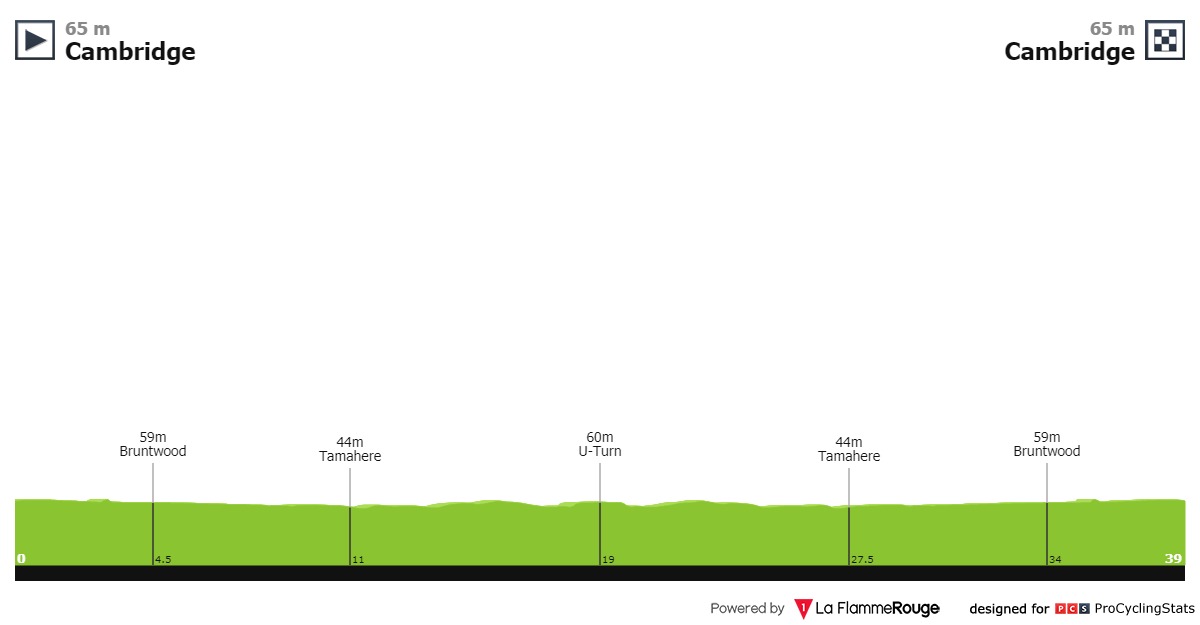 65 m
Cambridge
65 m
Cambridge
59m
Bruntwood
44m
Tamahere
60m
U-Turn
44m
Tamahere
59m
Bruntwood
0
4.5
11
19
27.5
34
39
Powered by 1 La FlammeRouge designed for PCS ProCyclingStats